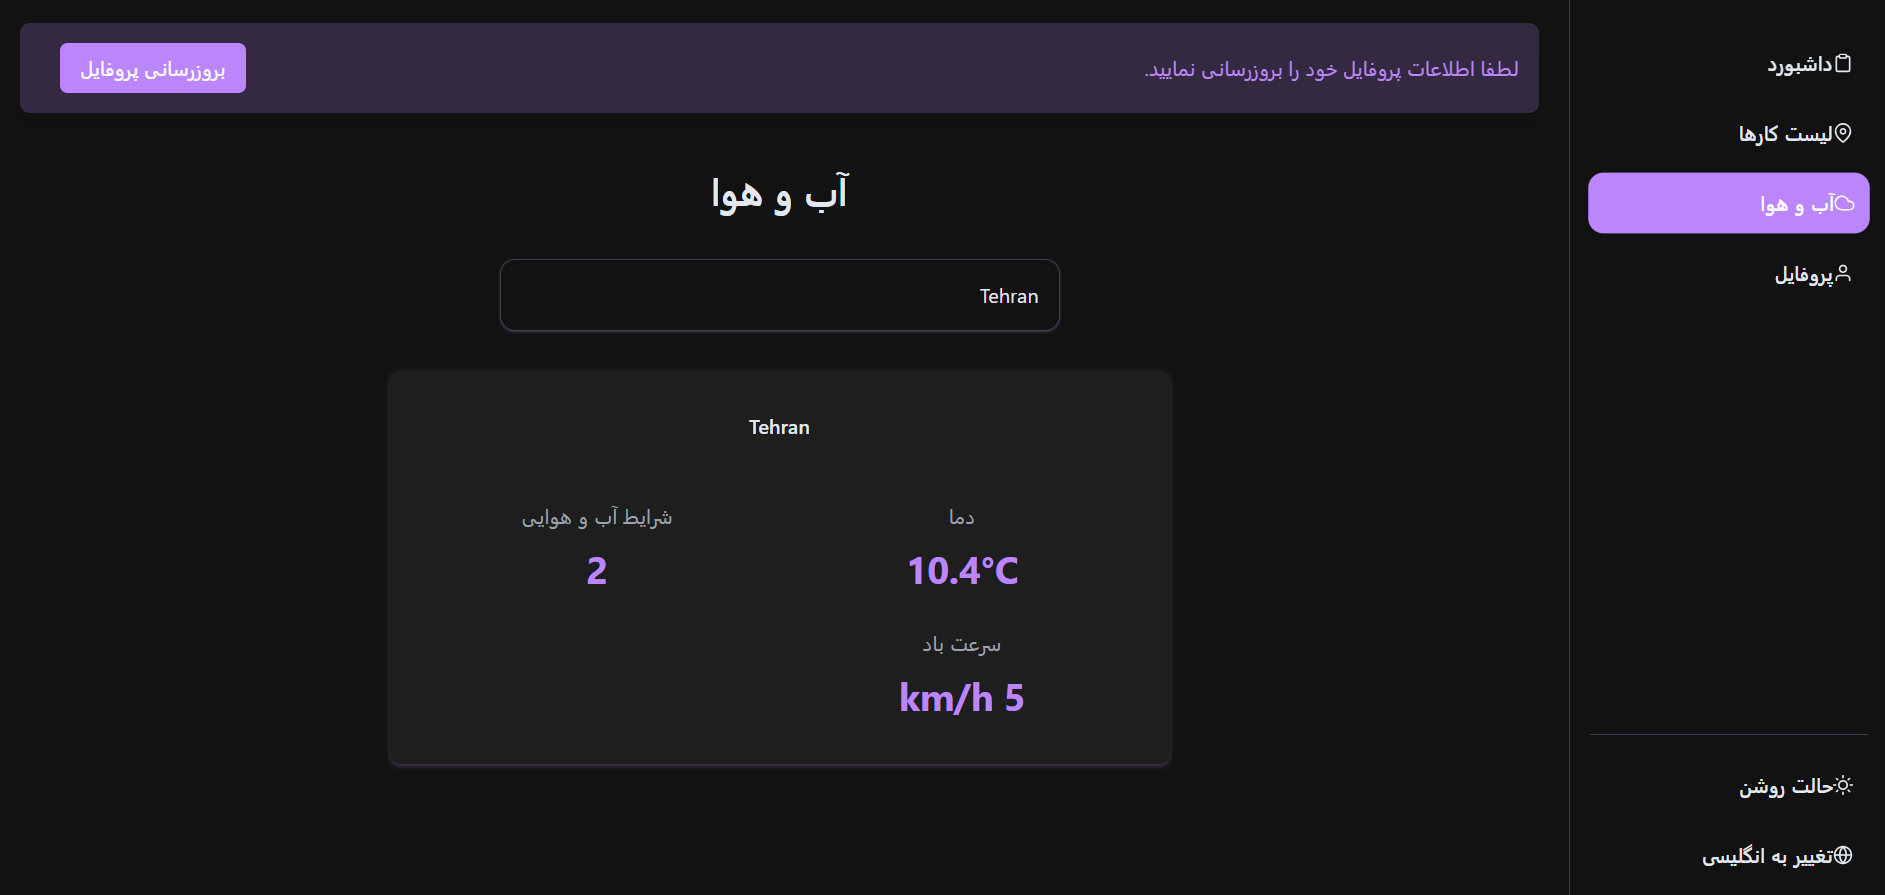 داشبورد
لیست کارها
آب و هوا
پروفایل
حالت روشن
تغییر به انگلیسی
لطفا اطلاعات پروفایل خود را بروزرسانی نمایید.
بروزرسانی پروفایل
آب و هوا
Tehran
Tehran
دما
10.4°C
شرایط آب و هوایی
2
سرعت باد
km/h 5